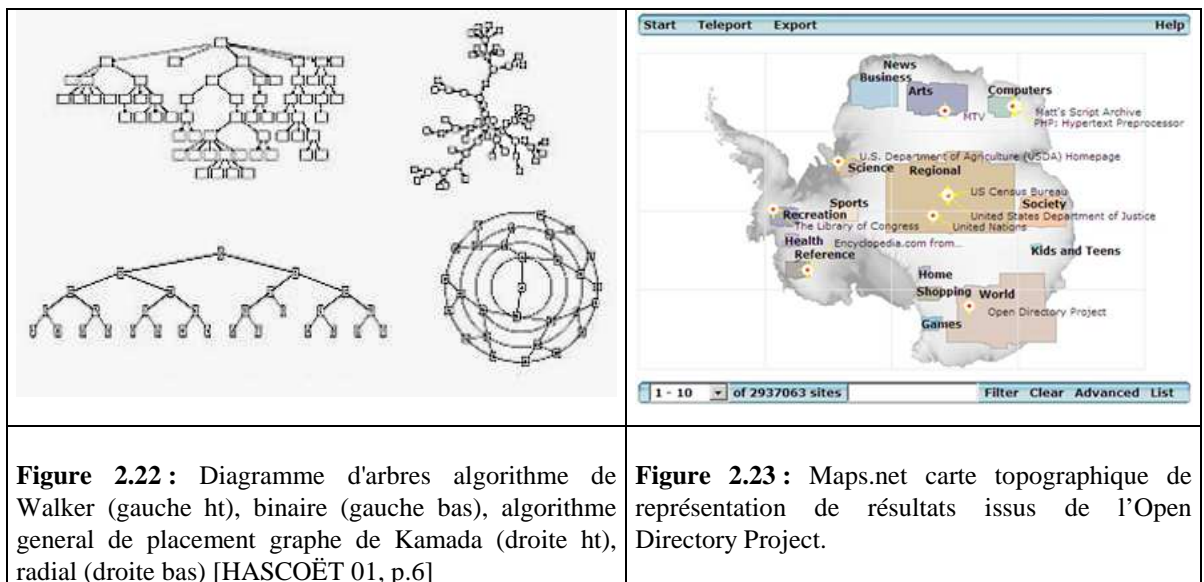 Start Teleport Export Help
News
Business
Arts
Computers
MTV
Matt's Script Archive
PHP: Hypertext Preprocessor
U.S. Department of Agriculture (USDA) Homepage
Science
Regional
US Census Bureau
Sports
Society
Recreation
United States Department of Justice
The Library of Congress
United Nations
Health
Encyclopedia.com from...
Kids and Teens
Reference
Home
Shopping
World
Open Directory Project
Games
1 - 10 of 2937063 sites Filter Clear Advanced List
Figure 2.22 : Diagramme d'arbres algorithme de
Walker (gauche ht), binaire (gauche bas), algorithme
general de placement graphe de Kamada (droite ht),
radial (droite bas) [HASCOËT 01, p.6]
Figure 2.23 : Maps.net carte topographique de
représentation de résultats issus de l’Open
Directory Project.